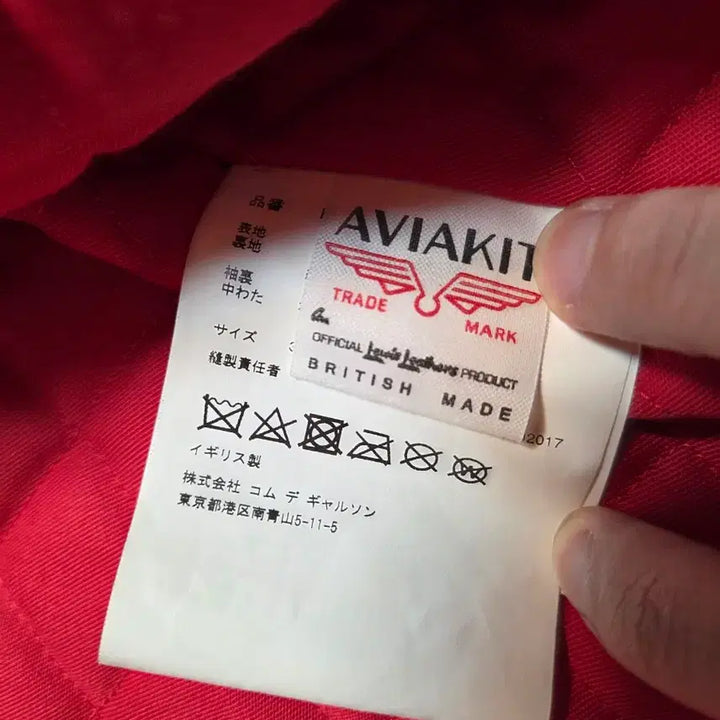 品番
表地
裏地
袖裏
中わた
サイズ
縫製責任者
AVIAKIT
TRADE MARK
An
OFFICIAL Lewis Leathers PRODUCT
BRITISH MADE
2017
イギリス製
株式会社 コム デ ギャルソン
東京都港区南青山5-11-5